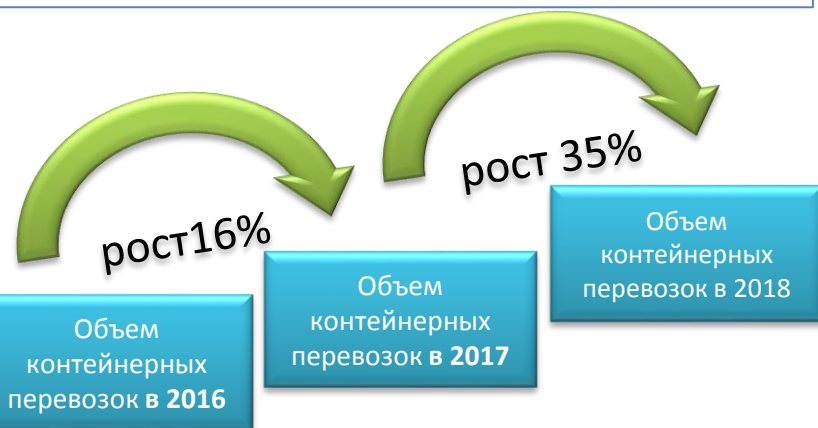 рост 35%
рост16%
Объем
контейнерных
перевозок в 2018
Объем
контейнерных
перевозок в 2017
Объем
контейнерных
перевозок в 2016